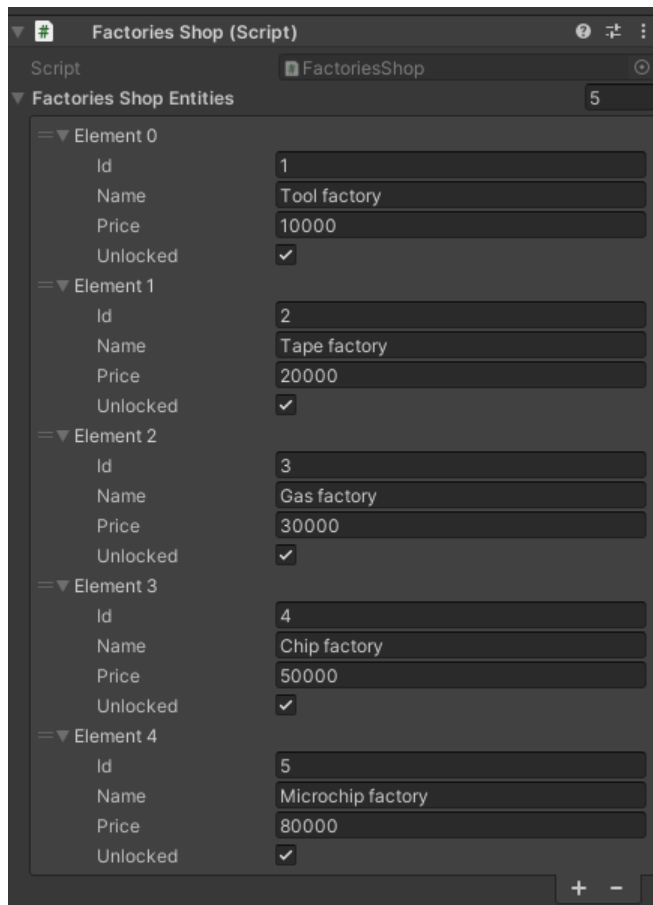 Factories Shop (Script)
Script FactoriesShop
Factories Shop Entities 5
Element 0
Id 1
Name Tool factory
Price 10000
Unlocked
Element 1
Id 2
Name Tape factory
Price 20000
Unlocked
Element 2
Id 3
Name Gas factory
Price 30000
Unlocked
Element 3
Id 4
Name Chip factory
Price 50000
Unlocked
Element 4
Id 5
Name Microchip factory
Price 80000
Unlocked